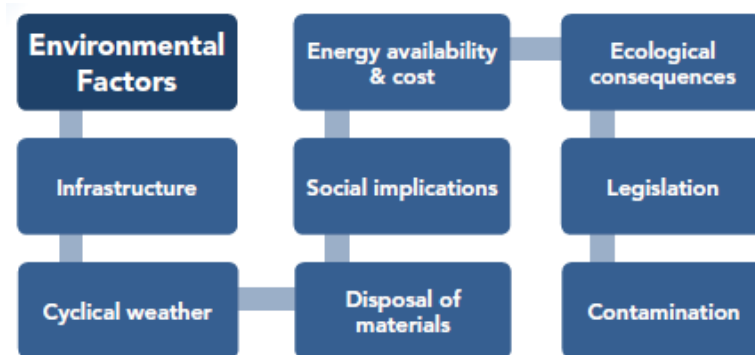 Environmental
Factors
Infrastructure
Cyclical weather
Disposal of
materials
Social implications
Energy availability
& cost
Ecological
consequences
Legislation
Contamination